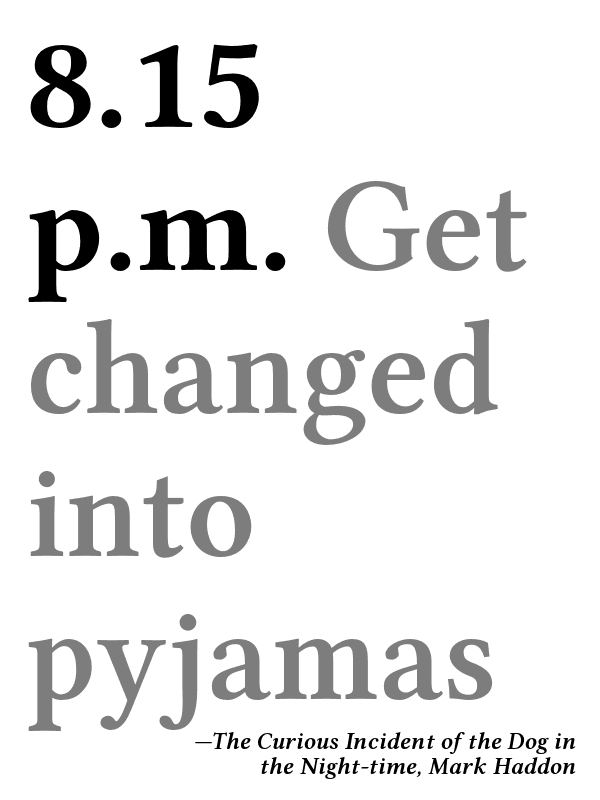 8.15
p.m. Get
changed
into
pyjamas
—The Curious Incident of the Dog in
the Night-time, Mark Haddon